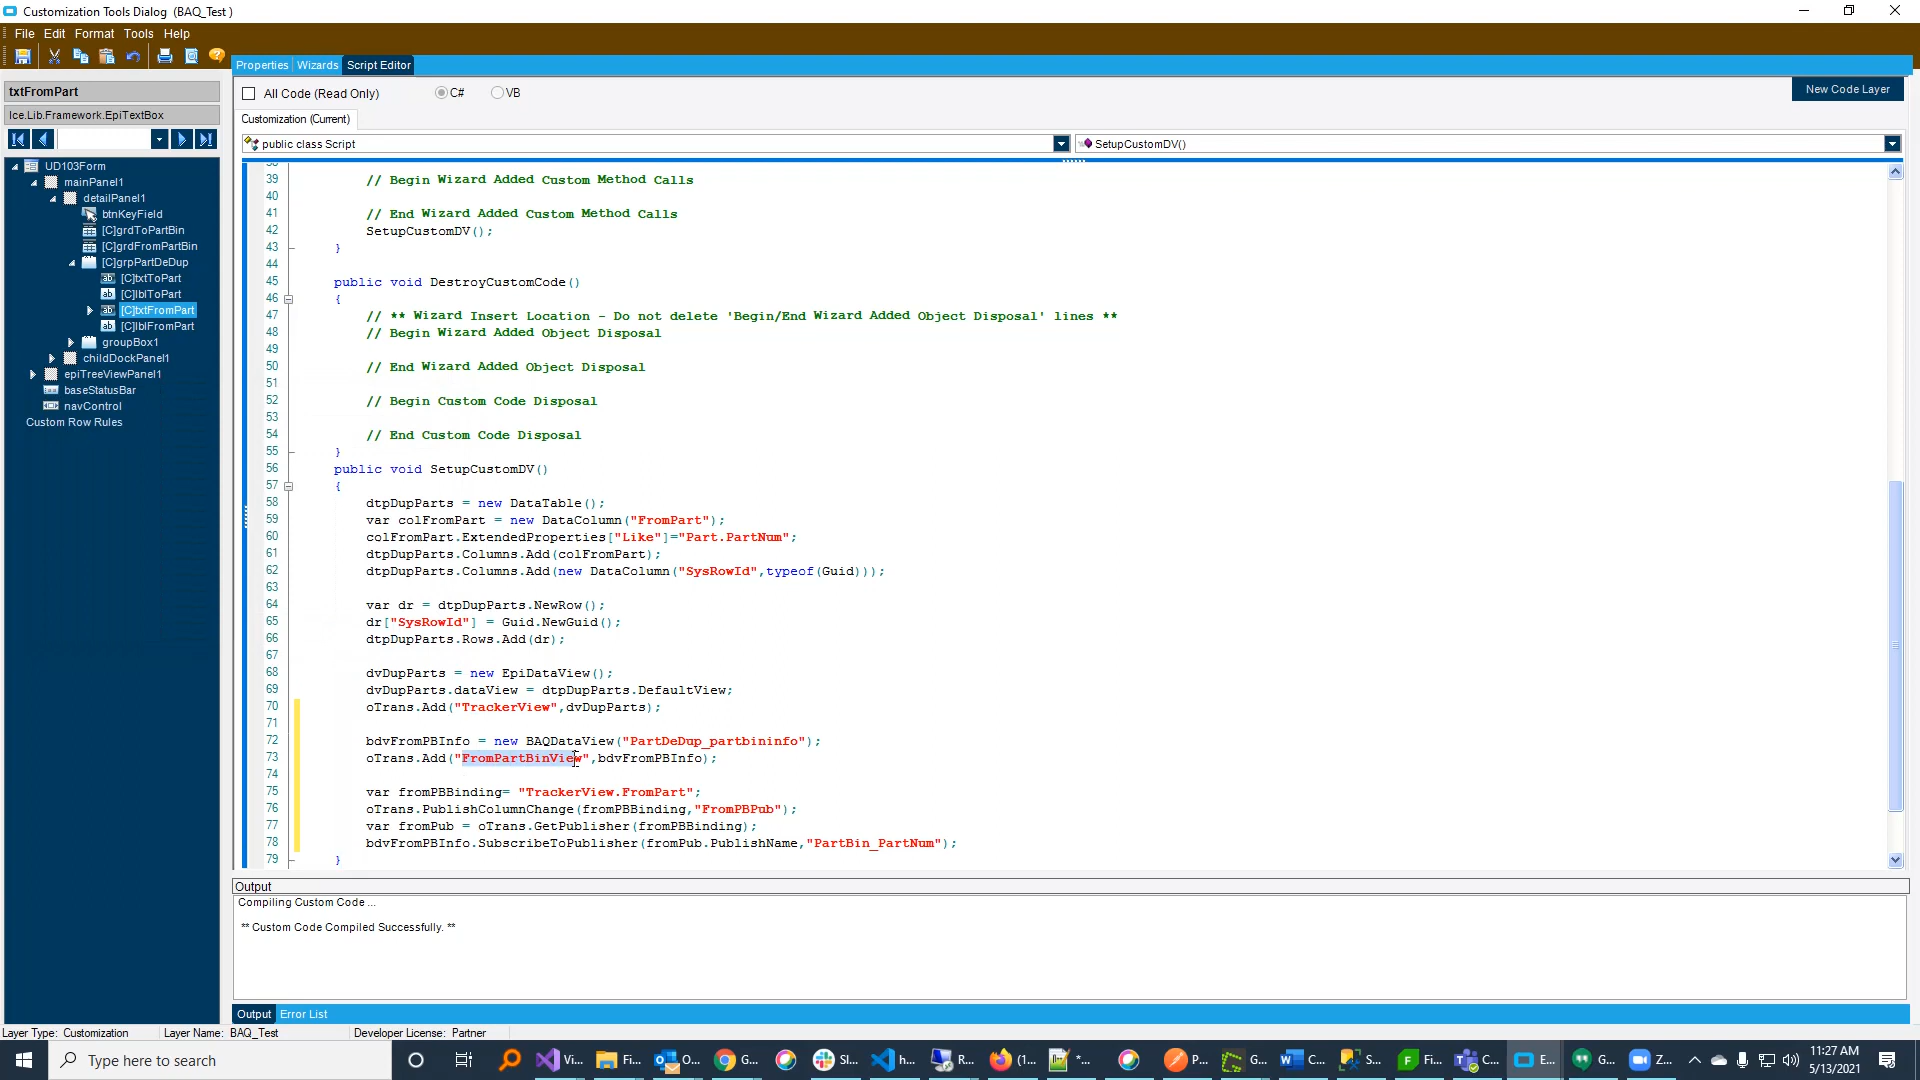 Customization Tools Dialog (BAQ_Test )
File Edit Format Tools Help
Properties Wizards Script Editor
txtFromPart
All Code (Read Only) C# VB
New Code Layer
Ice.Lib.Framework.EpiTextBox
Customization (Current)
public class Script
SetupCustomDV()
UD103Form
mainPanel1
detailPanel1
btnKeyField
[C]grdToPartBin
[C]grdFromPartBin
[C]grpPartDeDup
[C]txtToPart
[C]lblToPart
[C]txtFromPart
[C]lblFromPart
groupBox1
childDockPanel1
epiTreeViewPanel1
baseStatusBar
navControl
Custom Row Rules
39 // Begin Wizard Added Custom Method Calls
40
41 // End Wizard Added Custom Method Calls
42 SetupCustomDV();
43 }
44
45 public void DestroyCustomCode()
46 {
47 // ** Wizard Insert Location - Do not delete 'Begin/End Wizard Added Object Disposal' lines **
48 // Begin Wizard Added Object Disposal
49
50 // End Wizard Added Object Disposal
51
52 // Begin Custom Code Disposal
53
54 // End Custom Code Disposal
55 }
56 public void SetupCustomDV()
57 {
58 dtpDupParts = new DataTable();
59 var colFromPart = new DataColumn("FromPart");
60 colFromPart.ExtendedProperties["Like"]="Part.PartNum";
61 dtpDupParts.Columns.Add(colFromPart);
62 dtpDupParts.Columns.Add(new DataColumn("SysRowId",typeof(Guid)));
63
64 var dr = dtpDupParts.NewRow();
65 dr["SysRowId"] = Guid.NewGuid();
66 dtpDupParts.Rows.Add(dr);
67
68 dvDupParts = new EpiDataView();
69 dvDupParts.dataView = dtpDupParts.DefaultView;
70 oTrans.Add("TrackerView",dvDupParts);
71
72 bdvFromPBInfo = new BAQDataView("PartDeDup_partbininfo");
73 oTrans.Add("FromPartBinView",bdvFromPBInfo);
74
75 var fromPBBinding= "TrackerView.FromPart";
76 oTrans.PublishColumnChange(fromPBBinding,"FromPBPub");
77 var fromPub = oTrans.GetPublisher(fromPBBinding);
78 bdvFromPBInfo.SubscribeToPublisher(fromPub.PublishName,"PartBin_PartNum");
79 }
Output
Compiling Custom Code ...
** Custom Code Compiled Successfully. **
Output Error List
Layer Type: Customization Layer Name: BAQ_Test Developer License: Partner
Type here to search
Vi... Fi... O... G... Sl... h... R... (1... *... P... G... C... S... Fi... C... E... G... Z...
11:27 AM
5/13/2021